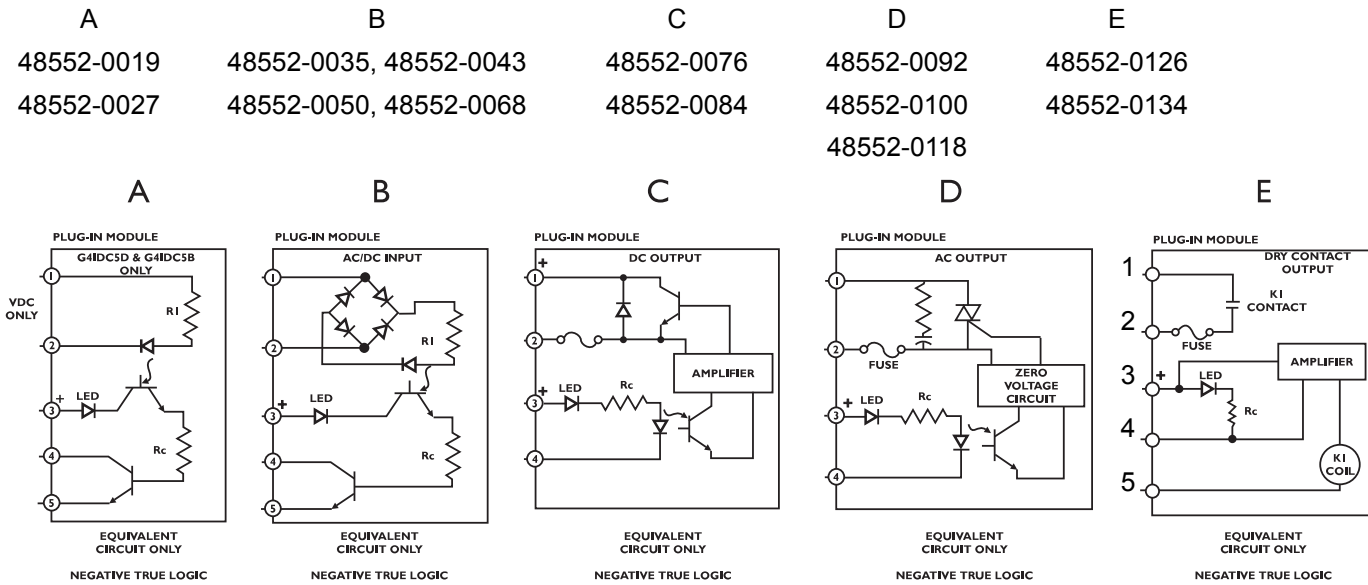 A B C D E
48552-0019 48552-0035, 48552-0043 48552-0076 48552-0092 48552-0126
48552-0027 48552-0050, 48552-0068 48552-0084 48552-0100 48552-0134
48552-0118
A
PLUG-IN MODULE
G4IDC5D & G4IDC5B
ONLY
1
VDC
ONLY
R1
2
+
LED
3
4
Rc
5
EQUIVALENT
CIRCUIT ONLY
NEGATIVE TRUE LOGIC
B
PLUG-IN MODULE
AC/DC INPUT
1
R1
2
+
LED
3
4
Rc
5
EQUIVALENT
CIRCUIT ONLY
NEGATIVE TRUE LOGIC
C
PLUG-IN MODULE
+
DC OUTPUT
1
2
AMPLIFIER
+
LED
Rc
3
4
EQUIVALENT
CIRCUIT ONLY
NEGATIVE TRUE LOGIC
D
PLUG-IN MODULE
AC OUTPUT
1
2
FUSE
ZERO
VOLTAGE
CIRCUIT
+
LED
Rc
3
4
EQUIVALENT
CIRCUIT ONLY
NEGATIVE TRUE LOGIC
E
PLUG-IN MODULE
DRY CONTACT
OUTPUT
1
K1
CONTACT
2
FUSE
AMPLIFIER
3
+
LED
Rc
4
K1
COIL
5
EQUIVALENT
CIRCUIT ONLY
NEGATIVE TRUE LOGIC